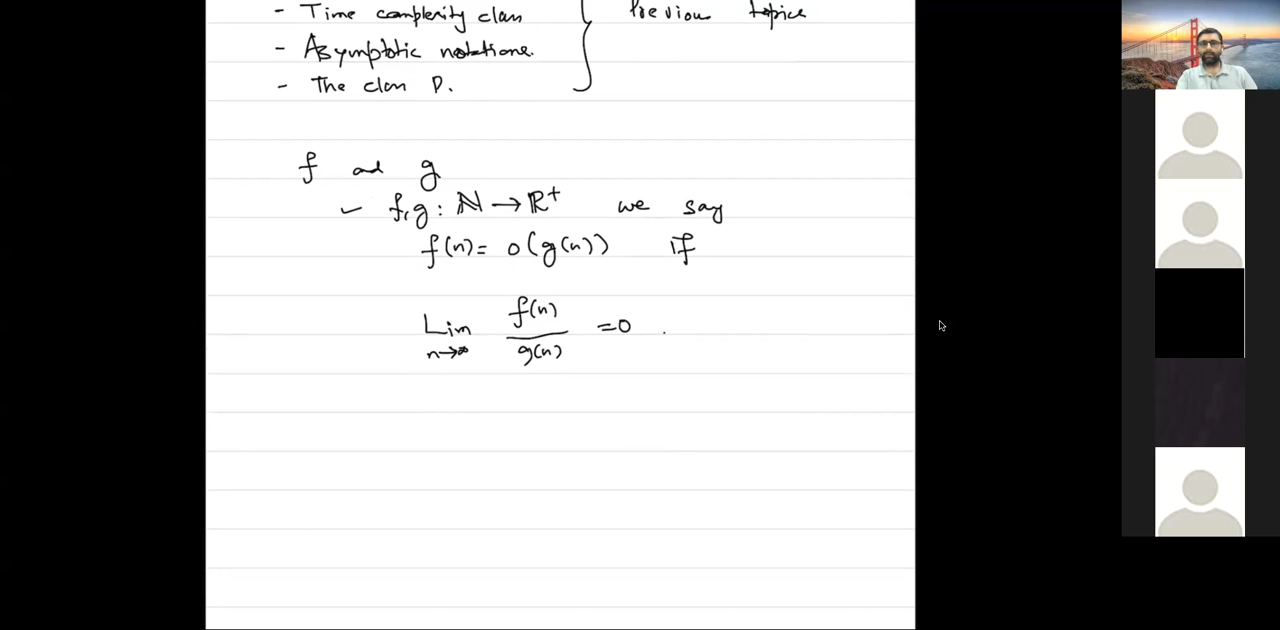 - Time complexity class
- Asymptotic notations. } Previous topics
- The class P.
f and g
✓ f,g : ℕ → ℝ⁺ we say
f(n) = o(g(n)) if
Lim n→∞ f(n)/g(n) = 0 .